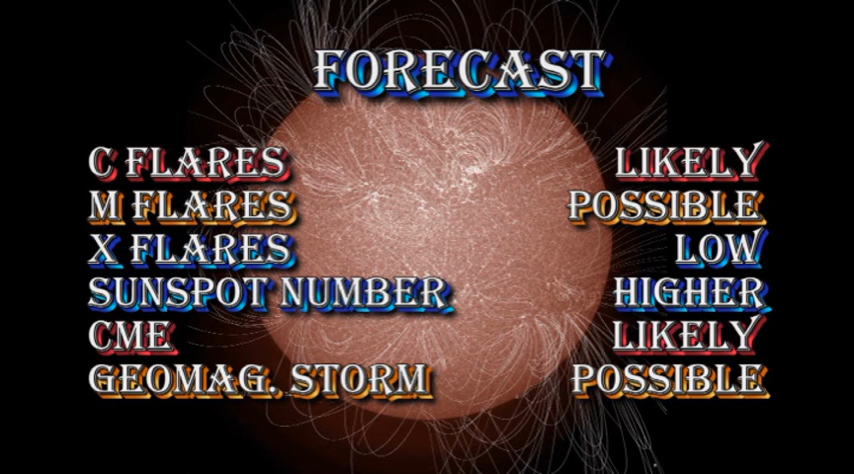 FORECAST
C FLARES LIKELY
M FLARES POSSIBLE
X FLARES LOW
SUNSPOT NUMBER HIGHER
CME LIKELY
GEOMAG. STORM POSSIBLE